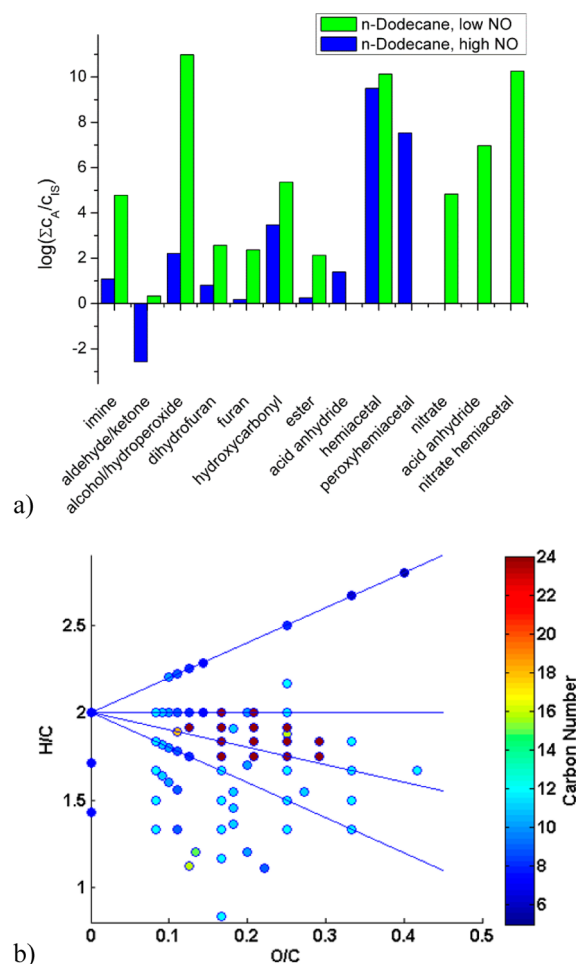 a)
n-Dodecane, low NO
n-Dodecane, high NO
log(Σc_A/c_IS)
10
8
6
4
2
0
-2
imine
aldehyde/ketone
alcohol/hydroperoxide
dihydrofuran
furan
hydroxycarbonyl
ester
acid anhydride
hemiacetal
peroxyhemiacetal
nitrate
acid anhydride
nitrate hemiacetal
b)
H/C
2.5
2
1.5
1
0
0.1
0.2
0.3
0.4
0.5
O/C
24
22
20
18
16
14
12
10
8
6
Carbon Number